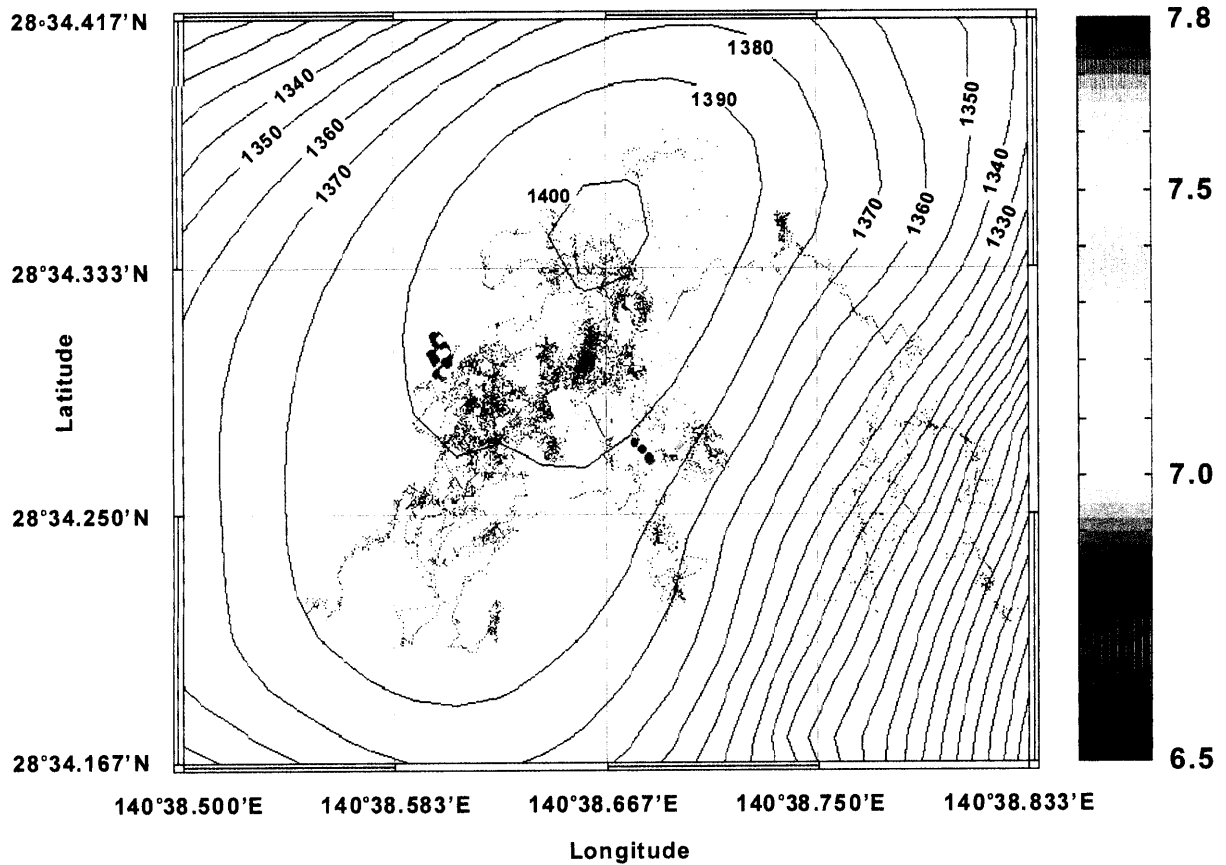 28°34.417'N
7.8
1380
1340
1390
1350
1350
1360
1340
1370
1400
7.5
1370
1360
1330
28°34.333'N
Latitude
7.0
28°34.250'N
28°34.167'N
6.5
140°38.500'E
140°38.583'E
140°38.667'E
140°38.750'E
140°38.833'E
Longitude